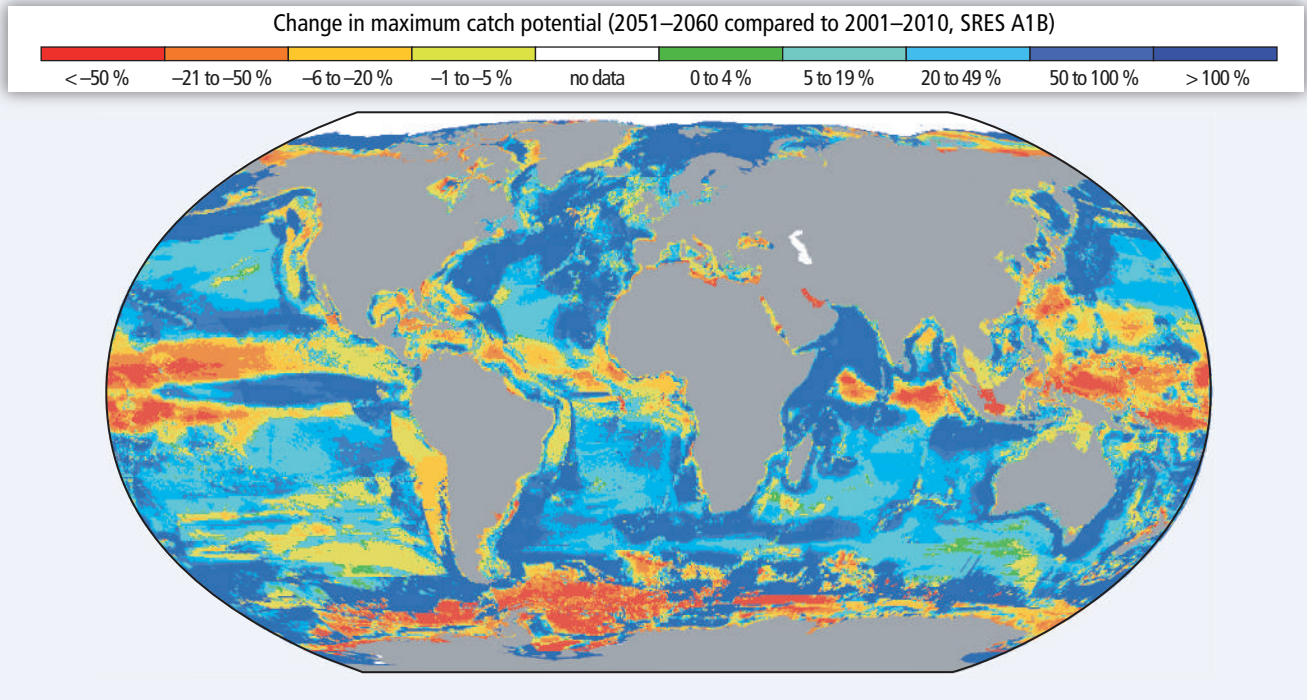 Change in maximum catch potential (2051–2060 compared to 2001–2010, SRES A1B)
< –50 % –21 to –50 % –6 to –20 % –1 to –5 % no data 0 to 4 % 5 to 19 % 20 to 49 % 50 to 100 % > 100 %